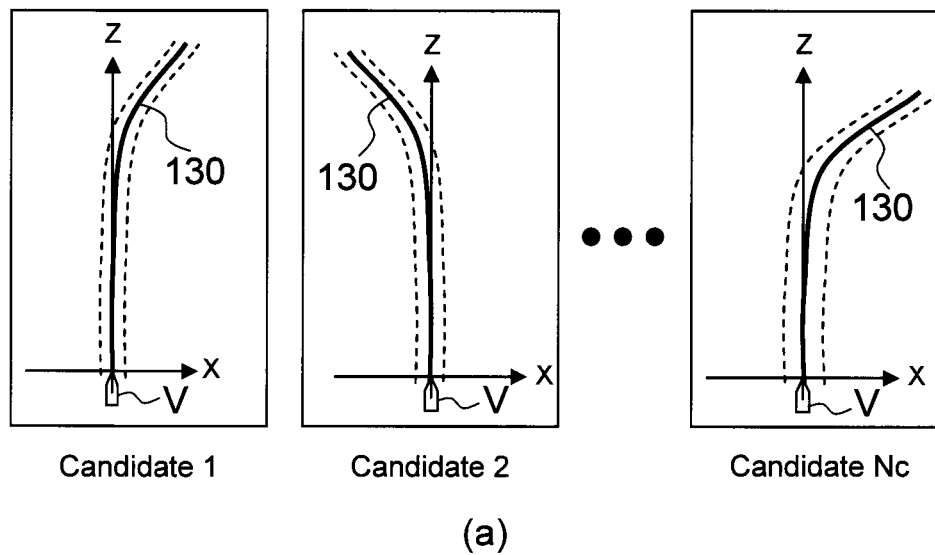 Z
130
X
V
Candidate 1
Z
130
X
V
Candidate 2
Z
130
X
V
Candidate Nc
(a)